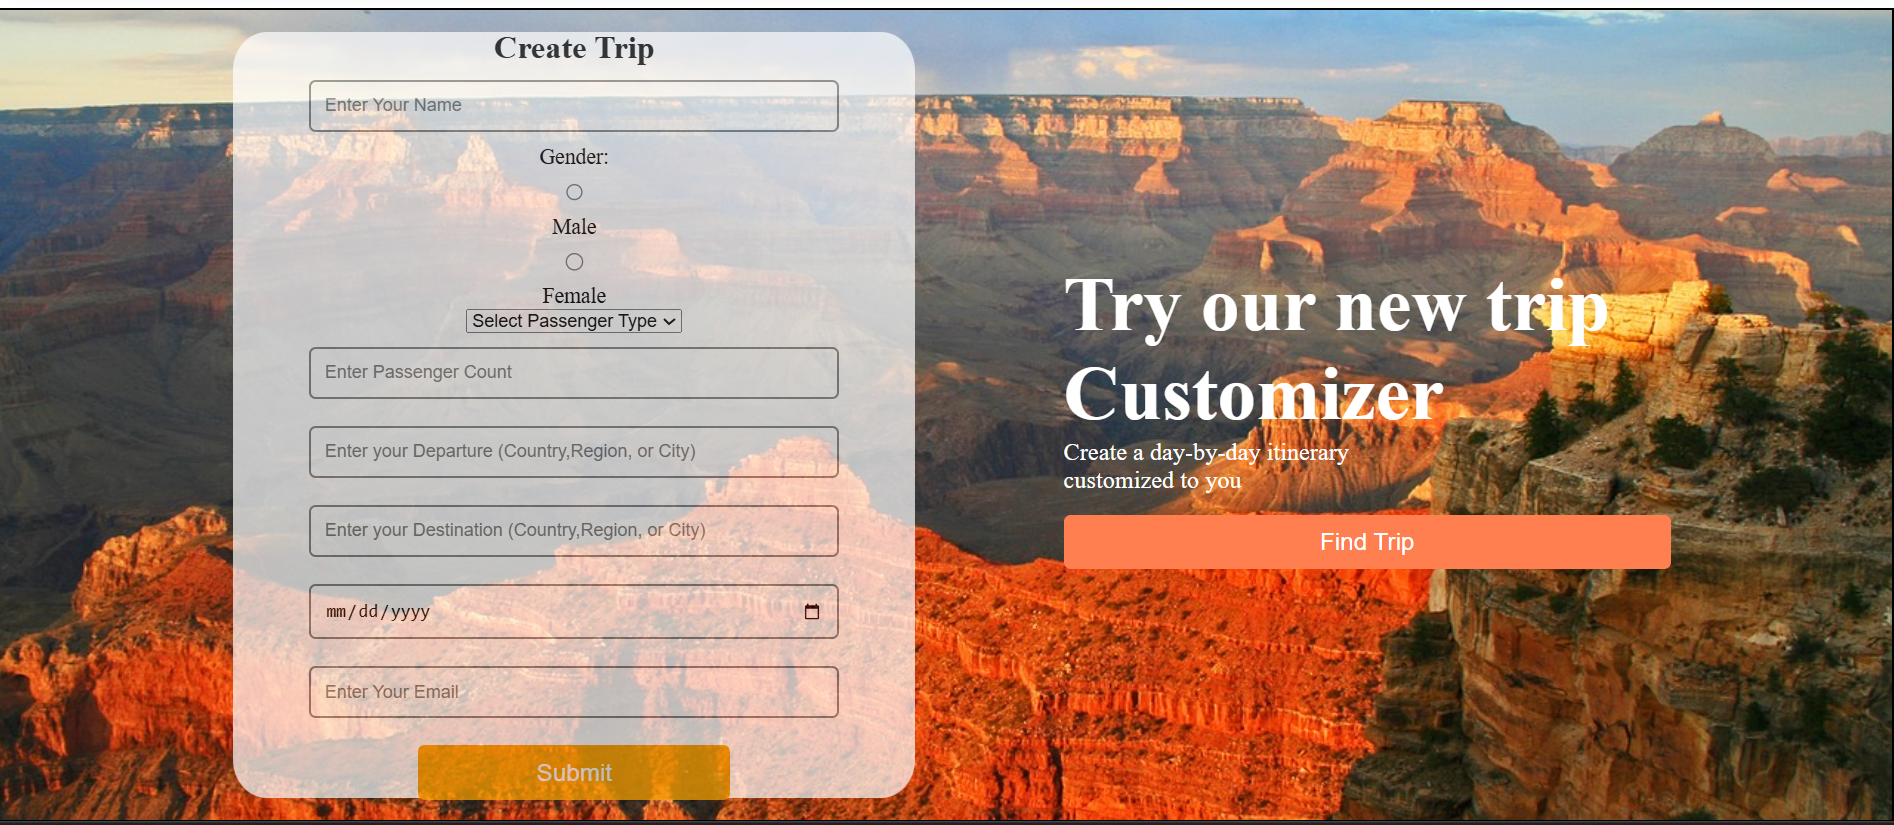 Create Trip
Enter Your Name
Gender:
Male
Female
Select Passenger Type
Enter Passenger Count
Enter your Departure (Country,Region, or City)
Enter your Destination (Country,Region, or City)
mm/dd/yyyy
Enter Your Email
Submit
Try our new trip
Customizer
Create a day-by-day itinerary
customized to you
Find Trip